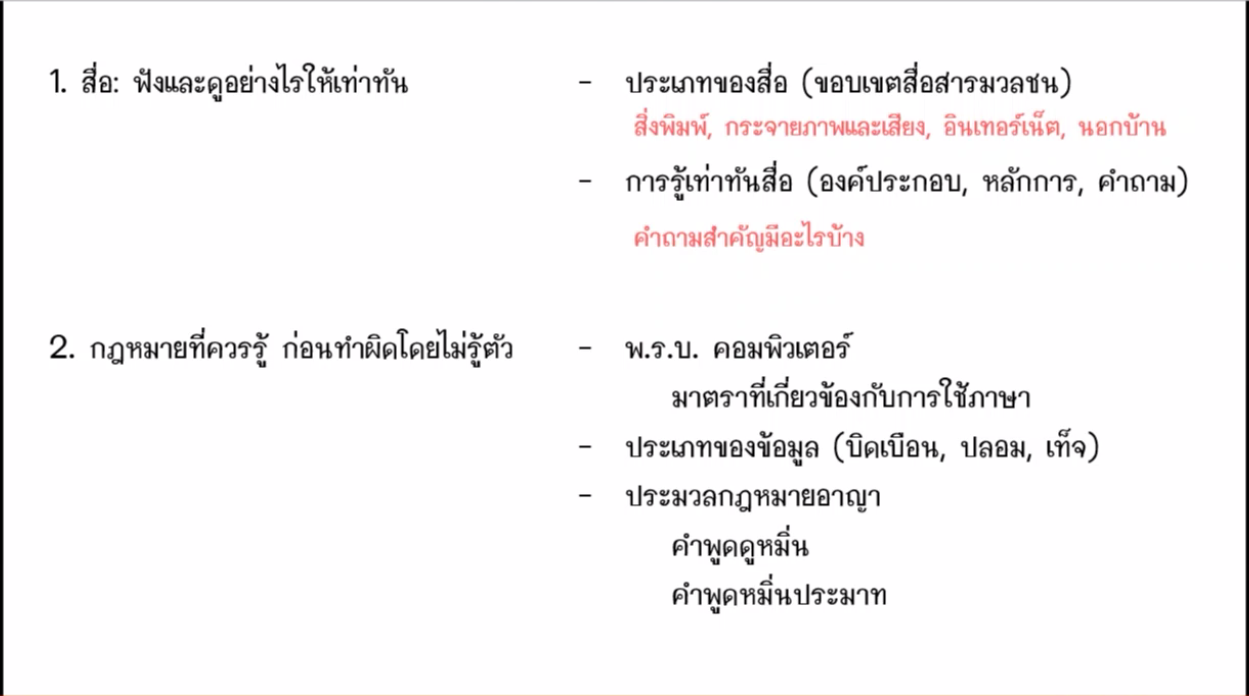 1. สื่อ: ฟังและดูอย่างไรให้เท่าทัน
- ประเภทของสื่อ (ขอบเขตสื่อสารมวลชน)
สิ่งพิมพ์, กระจายภาพและเสียง, อินเทอร์เน็ต, นอกบ้าน
- การรู้เท่าทันสื่อ (องค์ประกอบ, หลักการ, คำถาม)
คำถามสำคัญมีอะไรบ้าง
2. กฎหมายที่ควรรู้ ก่อนทำผิดโดยไม่รู้ตัว
- พ.ร.บ. คอมพิวเตอร์
มาตราที่เกี่ยวข้องกับการใช้ภาษา
- ประเภทของข้อมูล (บิดเบือน, ปลอม, เท็จ)
- ประมวลกฎหมายอาญา
คำพูดดูหมิ่น
คำพูดหมิ่นประมาท